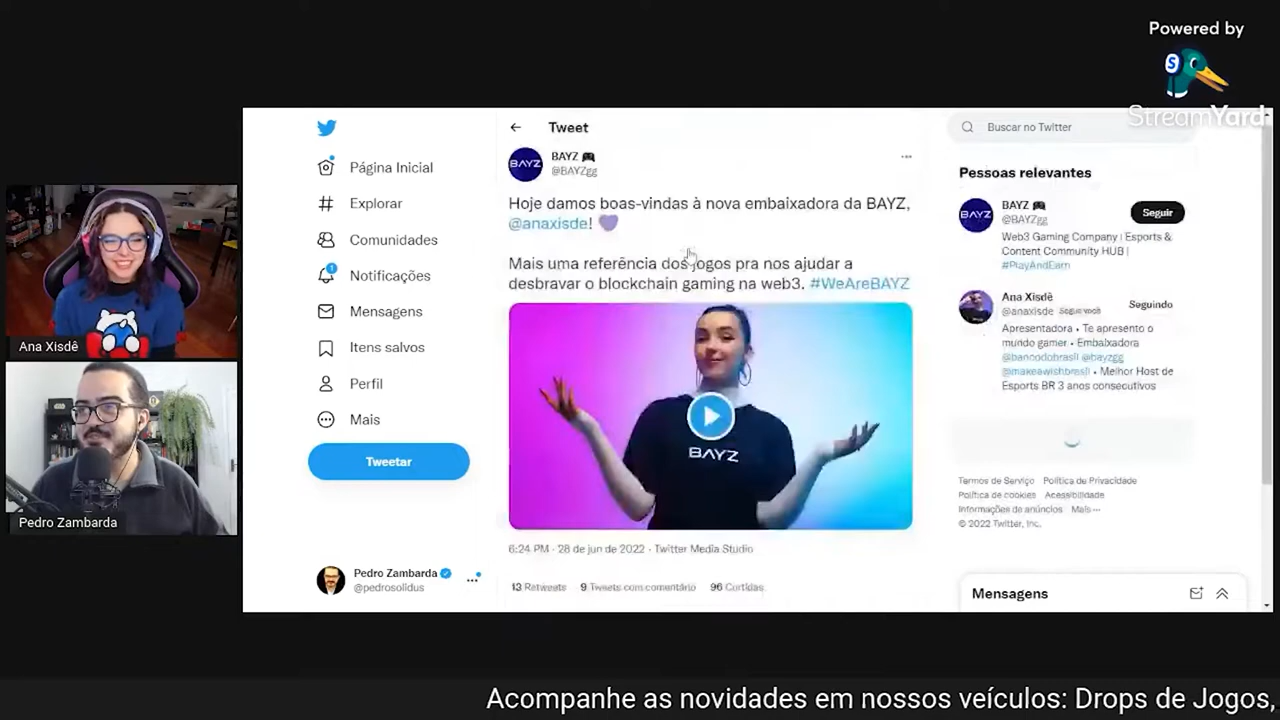 Powered by
S
StreamYard
Ana Xisdê
Pedro Zambarda
Página Inicial
Explorar
Comunidades
1
Notificações
Mensagens
Itens salvos
Perfil
Mais
Tweetar
Pedro Zambarda
@pedrosolidus
Tweet
BAYZ
BAYZ
@BAYZgg
Hoje damos boas-vindas à nova embaixadora da BAYZ,
@anaxisde!
Mais uma referência dos jogos pra nos ajudar a
desbravar o blockchain gaming na web3. #WeAreBAYZ
BAYZ
6:24 PM · 28 de jun de 2022 · Twitter Media Studio
13 Retweets 9 Tweets com comentário 96 Curtidas
Buscar no Twitter
Pessoas relevantes
BAYZ
BAYZ
@BAYZgg
Seguir
Web3 Gaming Company | Esports &
Content Community HUB |
#PlayAndEarn
Ana Xisdê
@anaxisde Segue você
Seguindo
Apresentadora • Te apresento o
mundo gamer • Embaixadora
@bancodobrasil @bayzgg
@makeawishbrasil • Melhor Host de
Esports BR 3 anos consecutivos
Termos de Serviço Política de Privacidade
Política de cookies Acessibilidade
Informações de anúncios Mais ···
© 2022 Twitter, Inc.
Mensagens
Acompanhe as novidades em nossos veículos: Drops de Jogos,